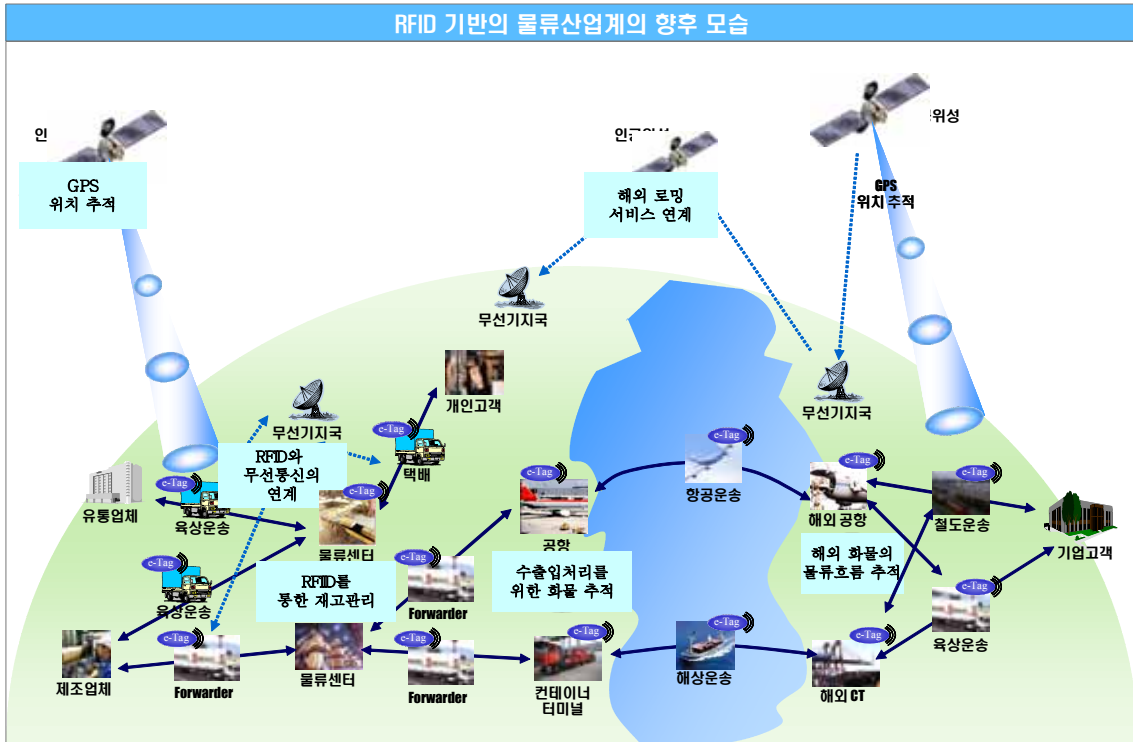 RFID 기반의 물류산업계의 향후 모습
인
GPS
위치 추적
해외 로밍
서비스 연계
위성
GPS
위치 추적
무선기지국
무선기지국
개인고객
무선기지국
e-Tag
택배
RFID와
무선통신의
연계
e-Tag
유통업체
육상운송
e-Tag
물류센터
e-Tag
공항
e-Tag
항공운송
e-Tag
해외 공항
e-Tag
철도운송
기업고객
e-Tag
육상운송
RFID를
통한 재고관리
e-Tag
Forwarder
수출입처리를
위한 화물 추적
해외 화물의
물류흐름 추적
e-Tag
육상운송
제조업체
e-Tag
Forwarder
물류센터
e-Tag
Forwarder
e-Tag
컨테이너
터미널
e-Tag
해상운송
e-Tag
해외 CT